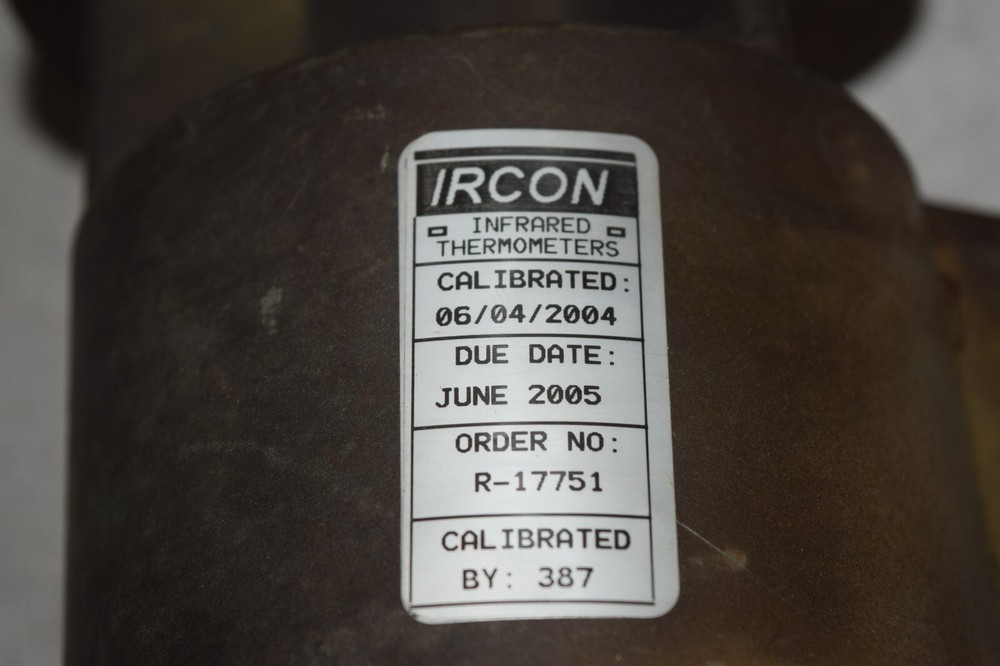 IRCON
INFRARED
THERMOMETERS
CALIBRATED:
06/04/2004
DUE DATE:
JUNE 2005
ORDER NO:
R-17751
CALIBRATED
BY: 387